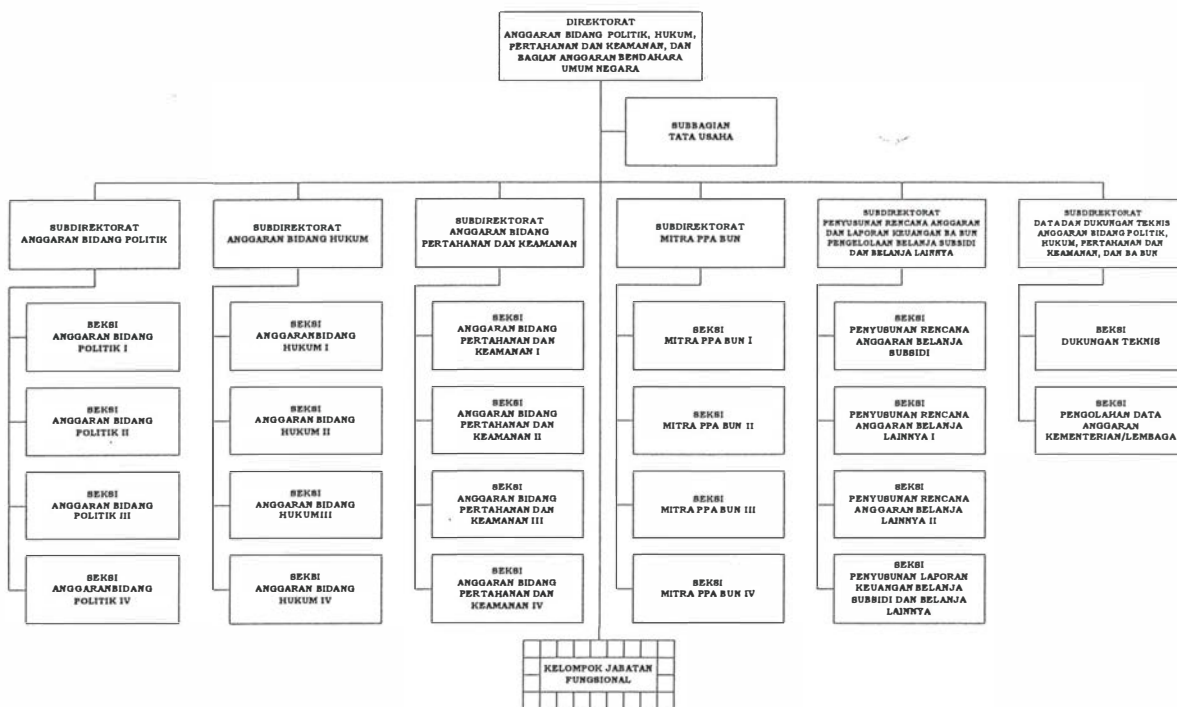 DIREKTORAT
ANGGARAN BIDANG POLITIK, HUKUM,
PERTAHANAN DAN KEAMANAN, DAN
BAGIAN ANGGARAN BENDAHARA
UMUM NEGARA
SUBBAGIAN
TATA USAHA
SUBDIREKTORAT
ANGGARAN BIDANG POLITIK
SUBDIREKTORAT
ANGGARAN BIDANG HUKUM
SUBDIREKTORAT
ANGGARAN BIDANG
PERTAHANAN DAN KEAMANAN
SUBDIREKTORAT
MITRA PPA BUN
SUBDIREKTORAT
PENYUSUNAN RENCANA ANGGARAN
DAN LAPORAN KEUANGAN BA BUN
PENGELOLAAN BELANJA SUBSIDI
DAN BELANJA LAINNYA
SUBDIREKTORAT
DATA DAN DUKUNGAN TEKNIS
ANGGARAN BIDANG POLITIK,
HUKUM, PERTAHANAN DAN
KEAMANAN, DAN BA BUN
SEKSI
ANGGARAN BIDANG
POLITIK I
SEKSI
ANGGARANBIDANG
HUKUM I
SEKSI
ANGGARAN BIDANG
PERTAHANAN DAN
KEAMANAN I
SEKSI
MITRA PPA BUN I
SEKSI
PENYUSUNAN RENCANA
ANGGARAN BELANJA
SUBSIDI
SEKSI
DUKUNGAN TEKNIS
SEKSI
ANGGARAN BIDANG
POLITIK II
SEKSI
ANGGARAN BIDANG
HUKUM II
SEKSI
ANGGARAN BIDANG
PERTAHANAN DAN
KEAMANAN II
SEKSI
MITRA PPA BUN II
SEKSI
PENYUSUNAN RENCANA
ANGGARAN BELANJA
LAINNYA I
SEKSI
PENGOLAHAN DATA
ANGGARAN
KEMENTERIAN/LEMBAGA
SEKSI
ANGGARAN BIDANG
POLITIK III
SEKSI
ANGGARAN BIDANG
HUKUMIII
SEKSI
ANGGARAN BIDANG
PERTAHANAN DAN
KEAMANAN III
SEKSI
MITRA PPA BUN III
SEKSI
PENYUSUNAN RENCANA
ANGGARAN BELANJA
LAINNYA II
SEKSI
ANGGARANBIDANG
POLITIK IV
SEKSI
ANGGARAN BIDANG
HUKUM IV
SEKSI
ANGGARAN BIDANG
PERTAHANAN DAN
KEAMANAN IV
SEKSI
MITRA PPA BUN IV
SEKSI
PENYUSUNAN LAPORAN
KEUANGAN BELANJA
SUBSIDI DAN BELANJA
LAINNYA
KELOMPOK JABATAN
FUNGSIONAL